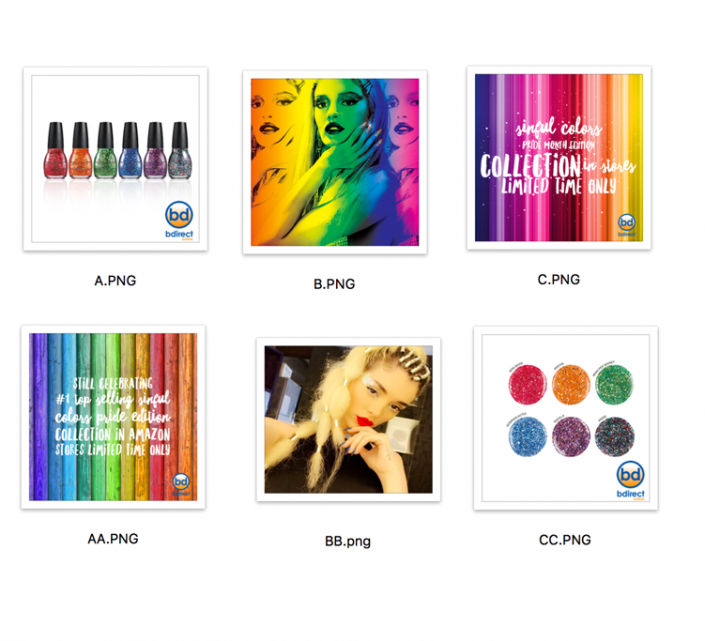 bd
bdirect
sinful colors
PRIDE MONTH EDITION
COLLECTION in stores
LIMITED TIME ONLY
bd
bdirect
A.PNG
B.PNG
C.PNG
STILL CELEBRATING
#1 top selling sinful
colors pride edition
COLLECTION IN AMAZON
STORES LIMITED TIME ONLY
bd
bdirect
bd
bdirect
AA.PNG
BB.png
CC.PNG